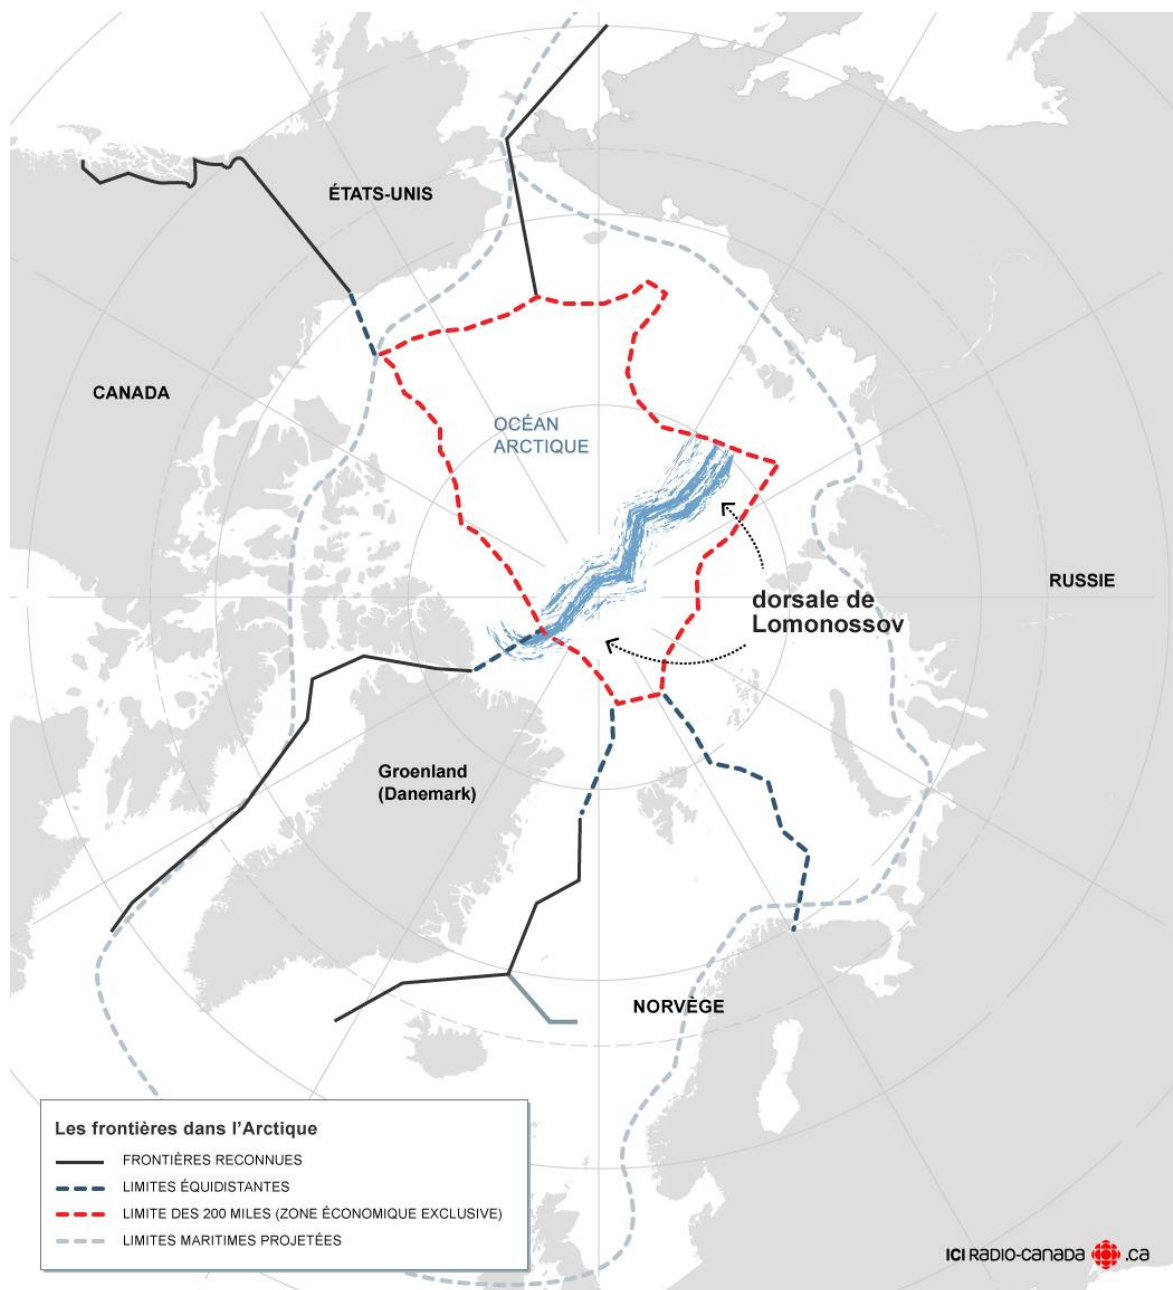 ÉTATS-UNIS
CANADA
OCÉAN
ARCTIQUE
RUSSIE
dorsale de
Lomonossov
Groenland
(Danemark)
NORVÈGE
Les frontières dans l'Arctique
FRONTIÈRES RECONNUES
LIMITES ÉQUIDISTANTES
LIMITE DES 200 MILES (ZONE ÉCONOMIQUE EXCLUSIVE)
LIMITES MARITIMES PROJETÉES
ICI RADIO-CANADA .ca